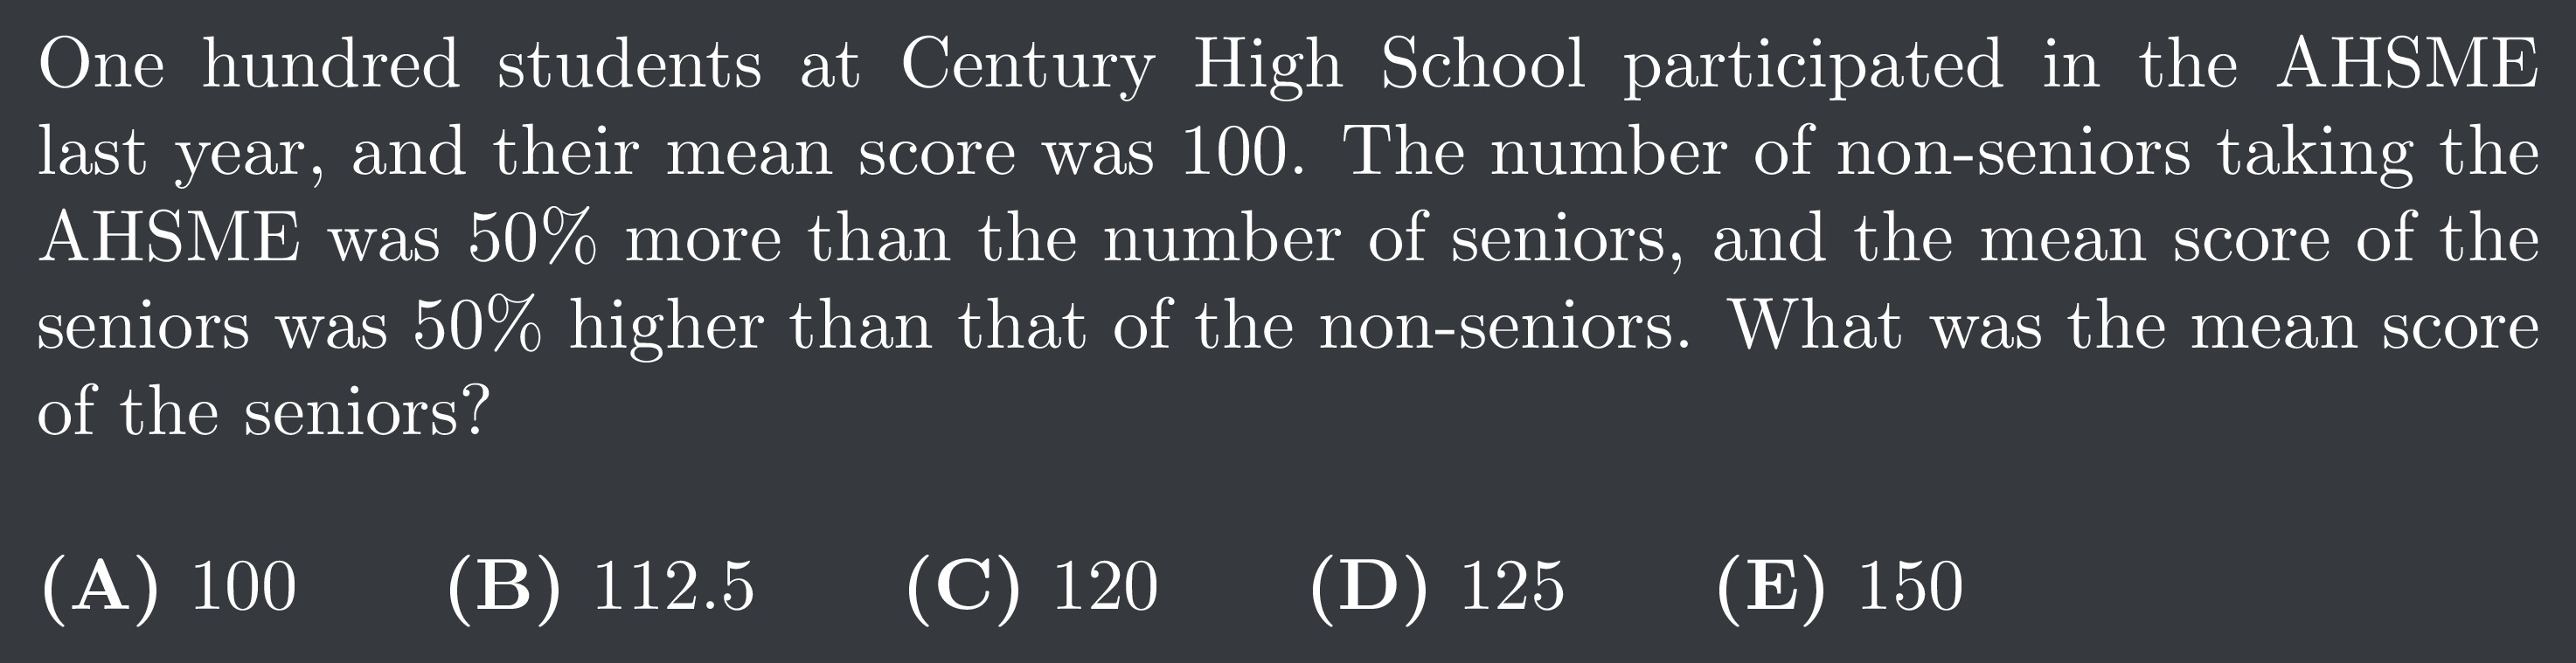 One hundred students at Century High School participated in the AHSME
last year, and their mean score was 100. The number of non-seniors taking the
AHSME was 50% more than the number of seniors, and the mean score of the
seniors was 50% higher than that of the non-seniors. What was the mean score
of the seniors?
(A) 100 (B) 112.5 (C) 120 (D) 125 (E) 150